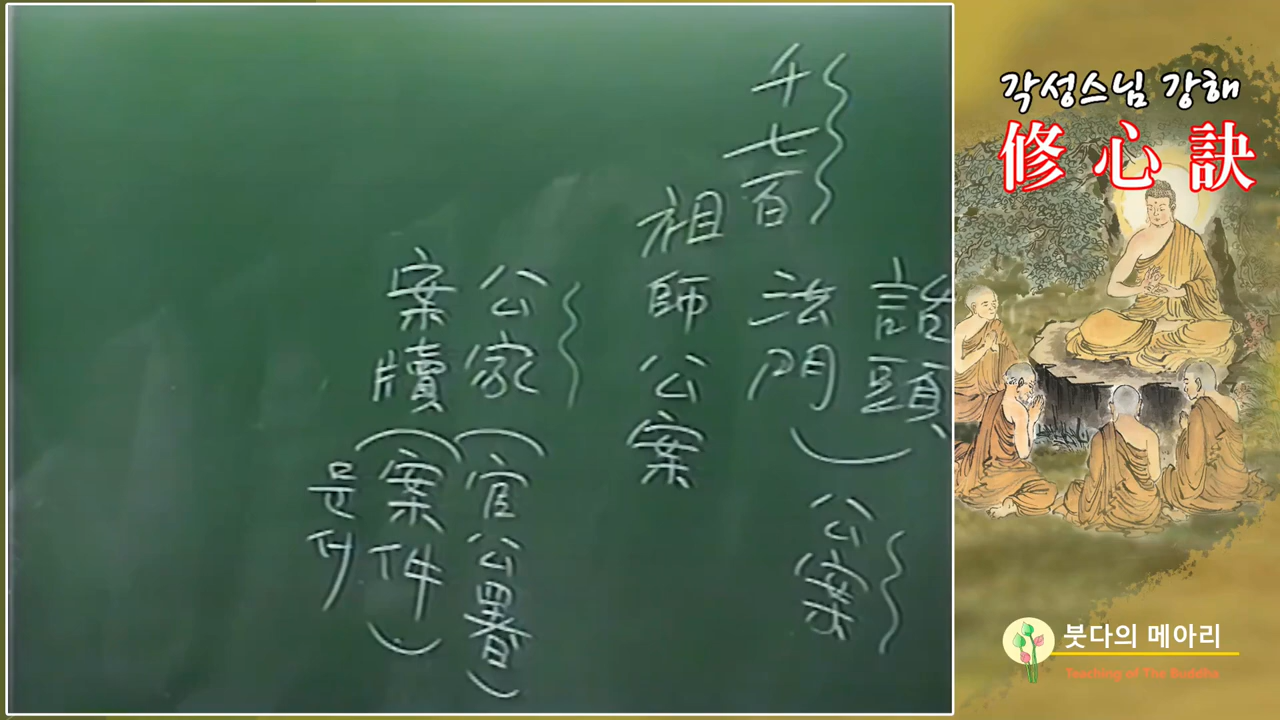 話頭
千七百
法門)
公案
祖師公案
公家(官公署)
案牘(案件)
문서
각성스님 강해
修心訣
붓다의 메아리
Teaching of The Buddha